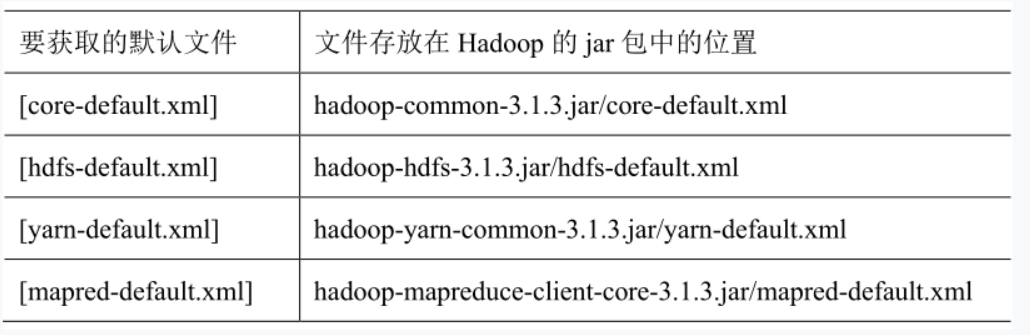 要获取的默认文件 文件存放在 Hadoop 的 jar 包中的位置
[core-default.xml] hadoop-common-3.1.3.jar/core-default.xml
[hdfs-default.xml] hadoop-hdfs-3.1.3.jar/hdfs-default.xml
[yarn-default.xml] hadoop-yarn-common-3.1.3.jar/yarn-default.xml
[mapred-default.xml] hadoop-mapreduce-client-core-3.1.3.jar/mapred-default.xml